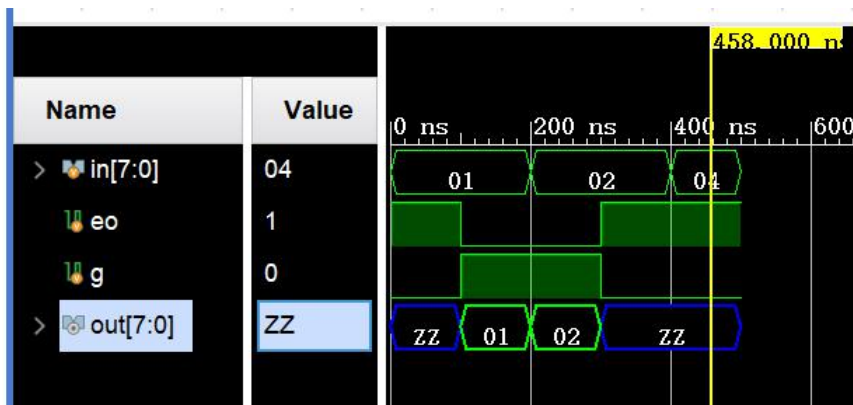 458.000 n
Name Value
0 ns 200 ns 400 ns 600
in[7:0] 04 01 02 04
eo 1
g 0
out[7:0] ZZ ZZ 01 02 ZZ